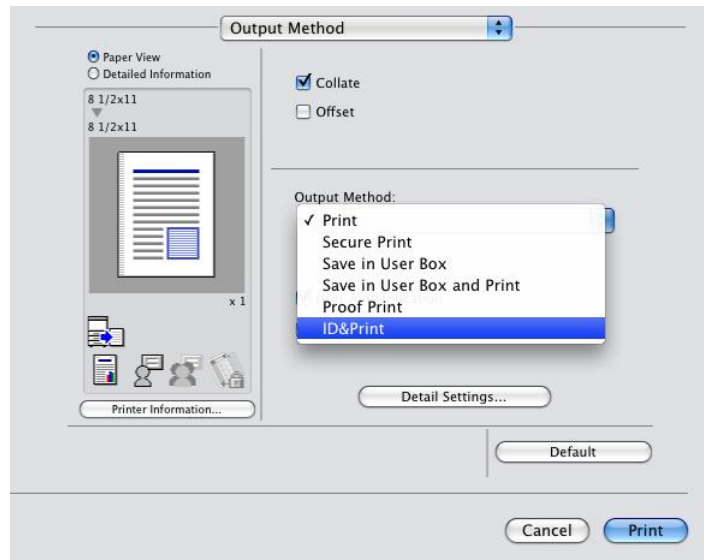 Output Method
Paper View
Detailed Information
8 1/2x11
8 1/2x11
x 1
Printer Information...
Collate
Offset
Output Method:
✓ Print
Secure Print
Save in User Box
Save in User Box and Print
Proof Print
ID&Print
Detail Settings...
Default
Cancel
Print